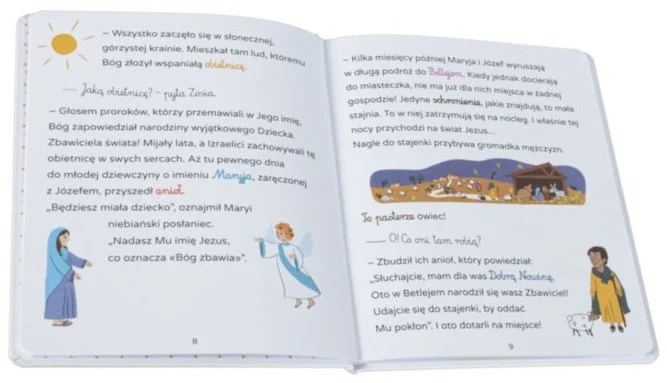 – Wszystko zaczęło się w słonecznej,
górzystej krainie. Mieszkał tam lud, któremu
Bóg złożył wspaniałą obietnicę.
— Jaką obietnicę? – pyta Zosia.
– Głosem proroków, którzy przemawiali w Jego imię,
Bóg zapowiedział narodziny wyjątkowego Dziecka,
Zbawiciela świata! Mijały lata, a Izraelici zachowywali tę
obietnicę w swych sercach. Aż tu pewnego dnia
do młodej dziewczyny o imieniu Maryja, zaręczonej
z Józefem, przyszedł anioł.
„Będziesz miała dziecko”, oznajmił Maryi
niebiański posłaniec.
„Nadasz Mu imię Jezus,
co oznacza «Bóg zbawia»”.
8
– Kilka miesięcy później Maryja i Józef wyruszają
w długą podróż do Betlejem. Kiedy jednak docierają
do miasteczka, nie ma już dla nich miejsca w żadnej
gospodzie! Jedyne schronienie, jakie znajdują, to mała
stajnia. To w niej zatrzymują się na nocleg. I właśnie tej
nocy przychodzi na świat Jezus...
Nagle do stajenki przybywa gromadka mężczyzn.
To pasterze owiec!
— O! Co oni tam robią?
– Zbudził ich anioł, który powiedział:
„Słuchajcie, mam dla was Dobrą Nowinę.
Oto w Betlejem narodził się wasz Zbawiciel!
Udajcie się do stajenki, by oddać
Mu pokłon”. I oto dotarli na miejsce!
9